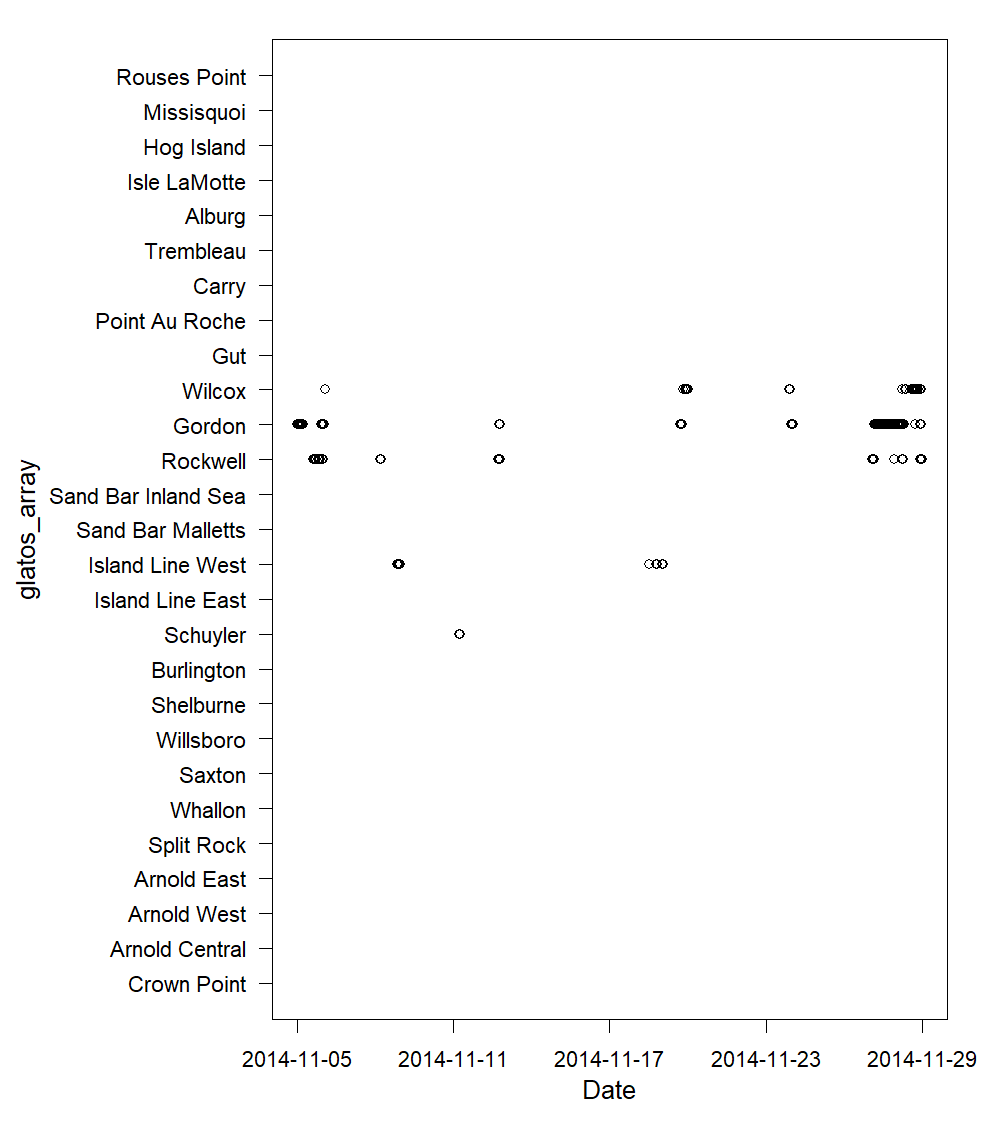 Rouses Point
Missisquoi
Hog Island
Isle LaMotte
Alburg
Trembleau
Carry
Point Au Roche
Gut
Wilcox
Gordon
Rockwell
Sand Bar Inland Sea
Sand Bar Malletts
Island Line West
Island Line East
Schuyler
Burlington
Shelburne
Willsboro
Saxton
Whallon
Split Rock
Arnold East
Arnold West
Arnold Central
Crown Point
glatos_array
2014-11-05 2014-11-11 2014-11-17 2014-11-23 2014-11-29
Date